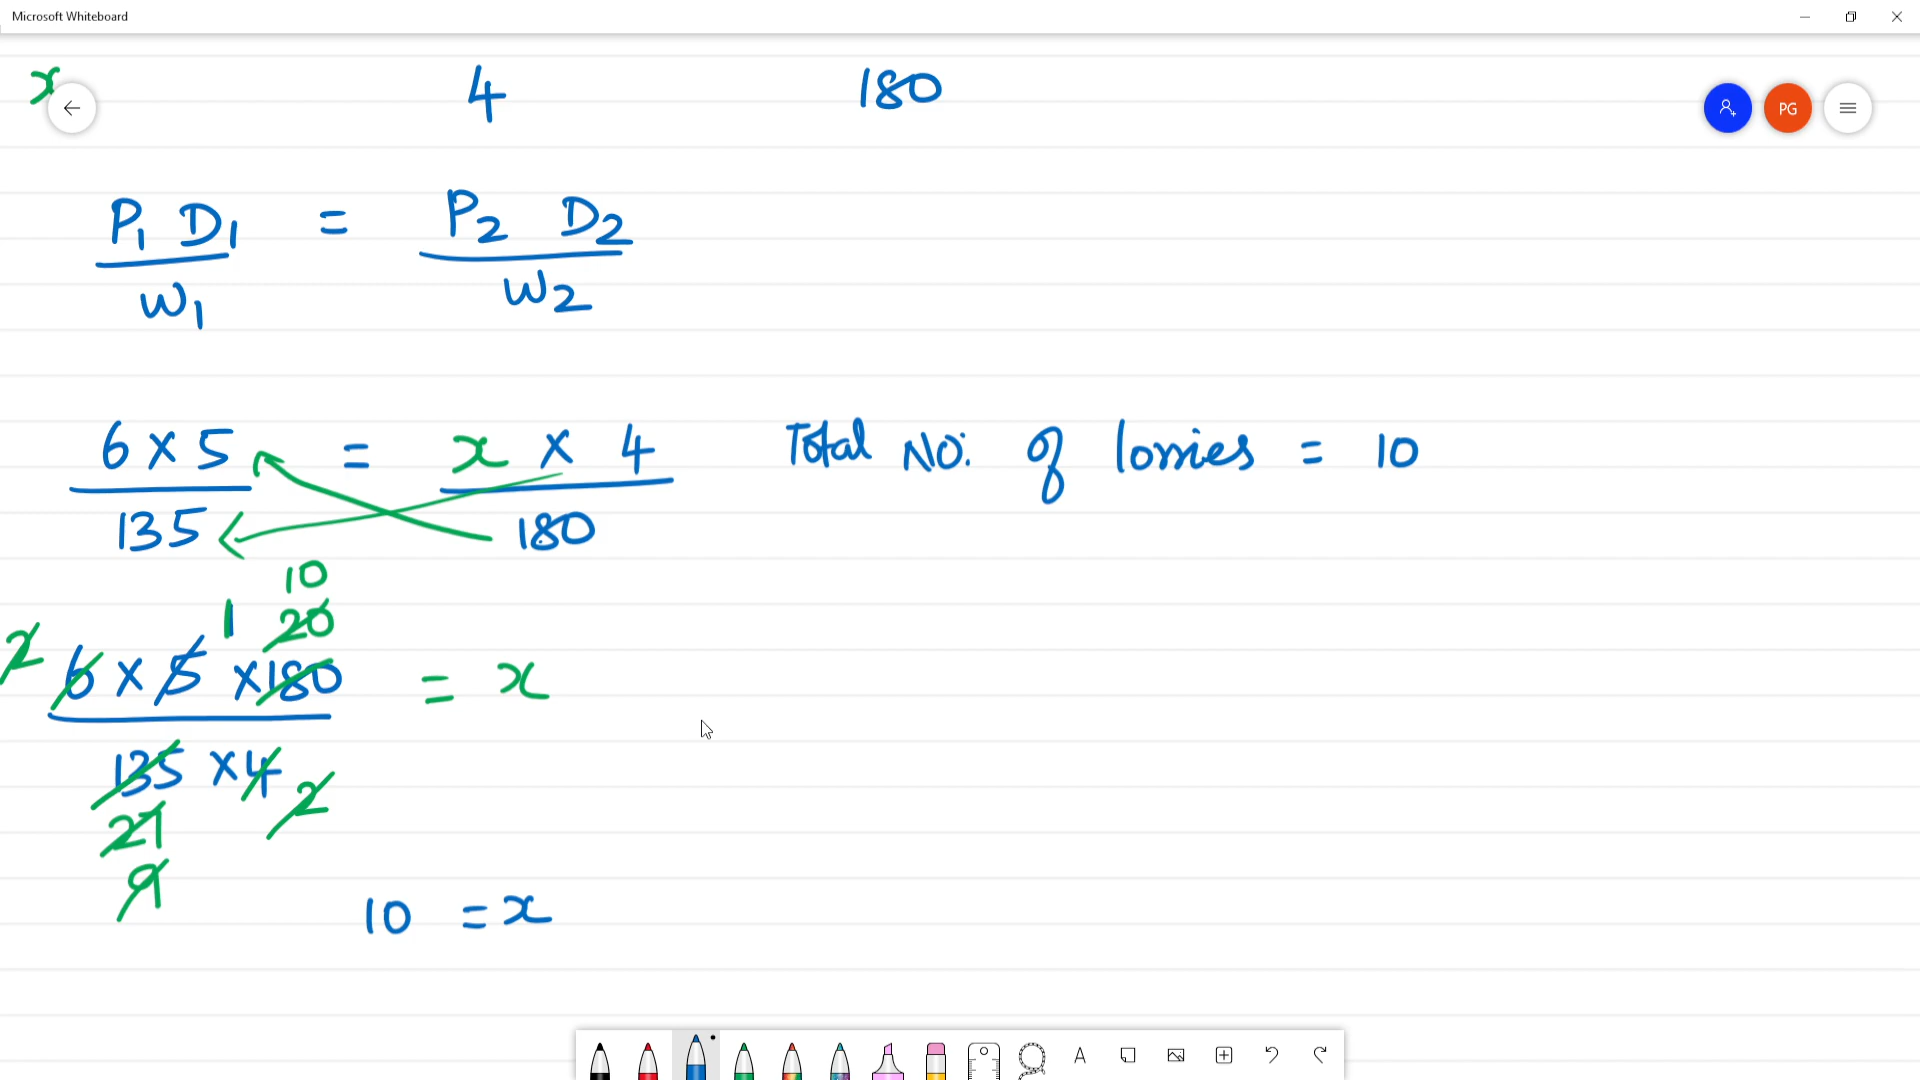 Microsoft Whiteboard
x 4 180
PG
P1 D1 = P2 D2
W1 W2
6 x 5 = x x 4 Total No. of lorries = 10
135 180
10
1 20
2 6 x 5 x 180 = x
135 x 4 2
27
9
10 = x
A